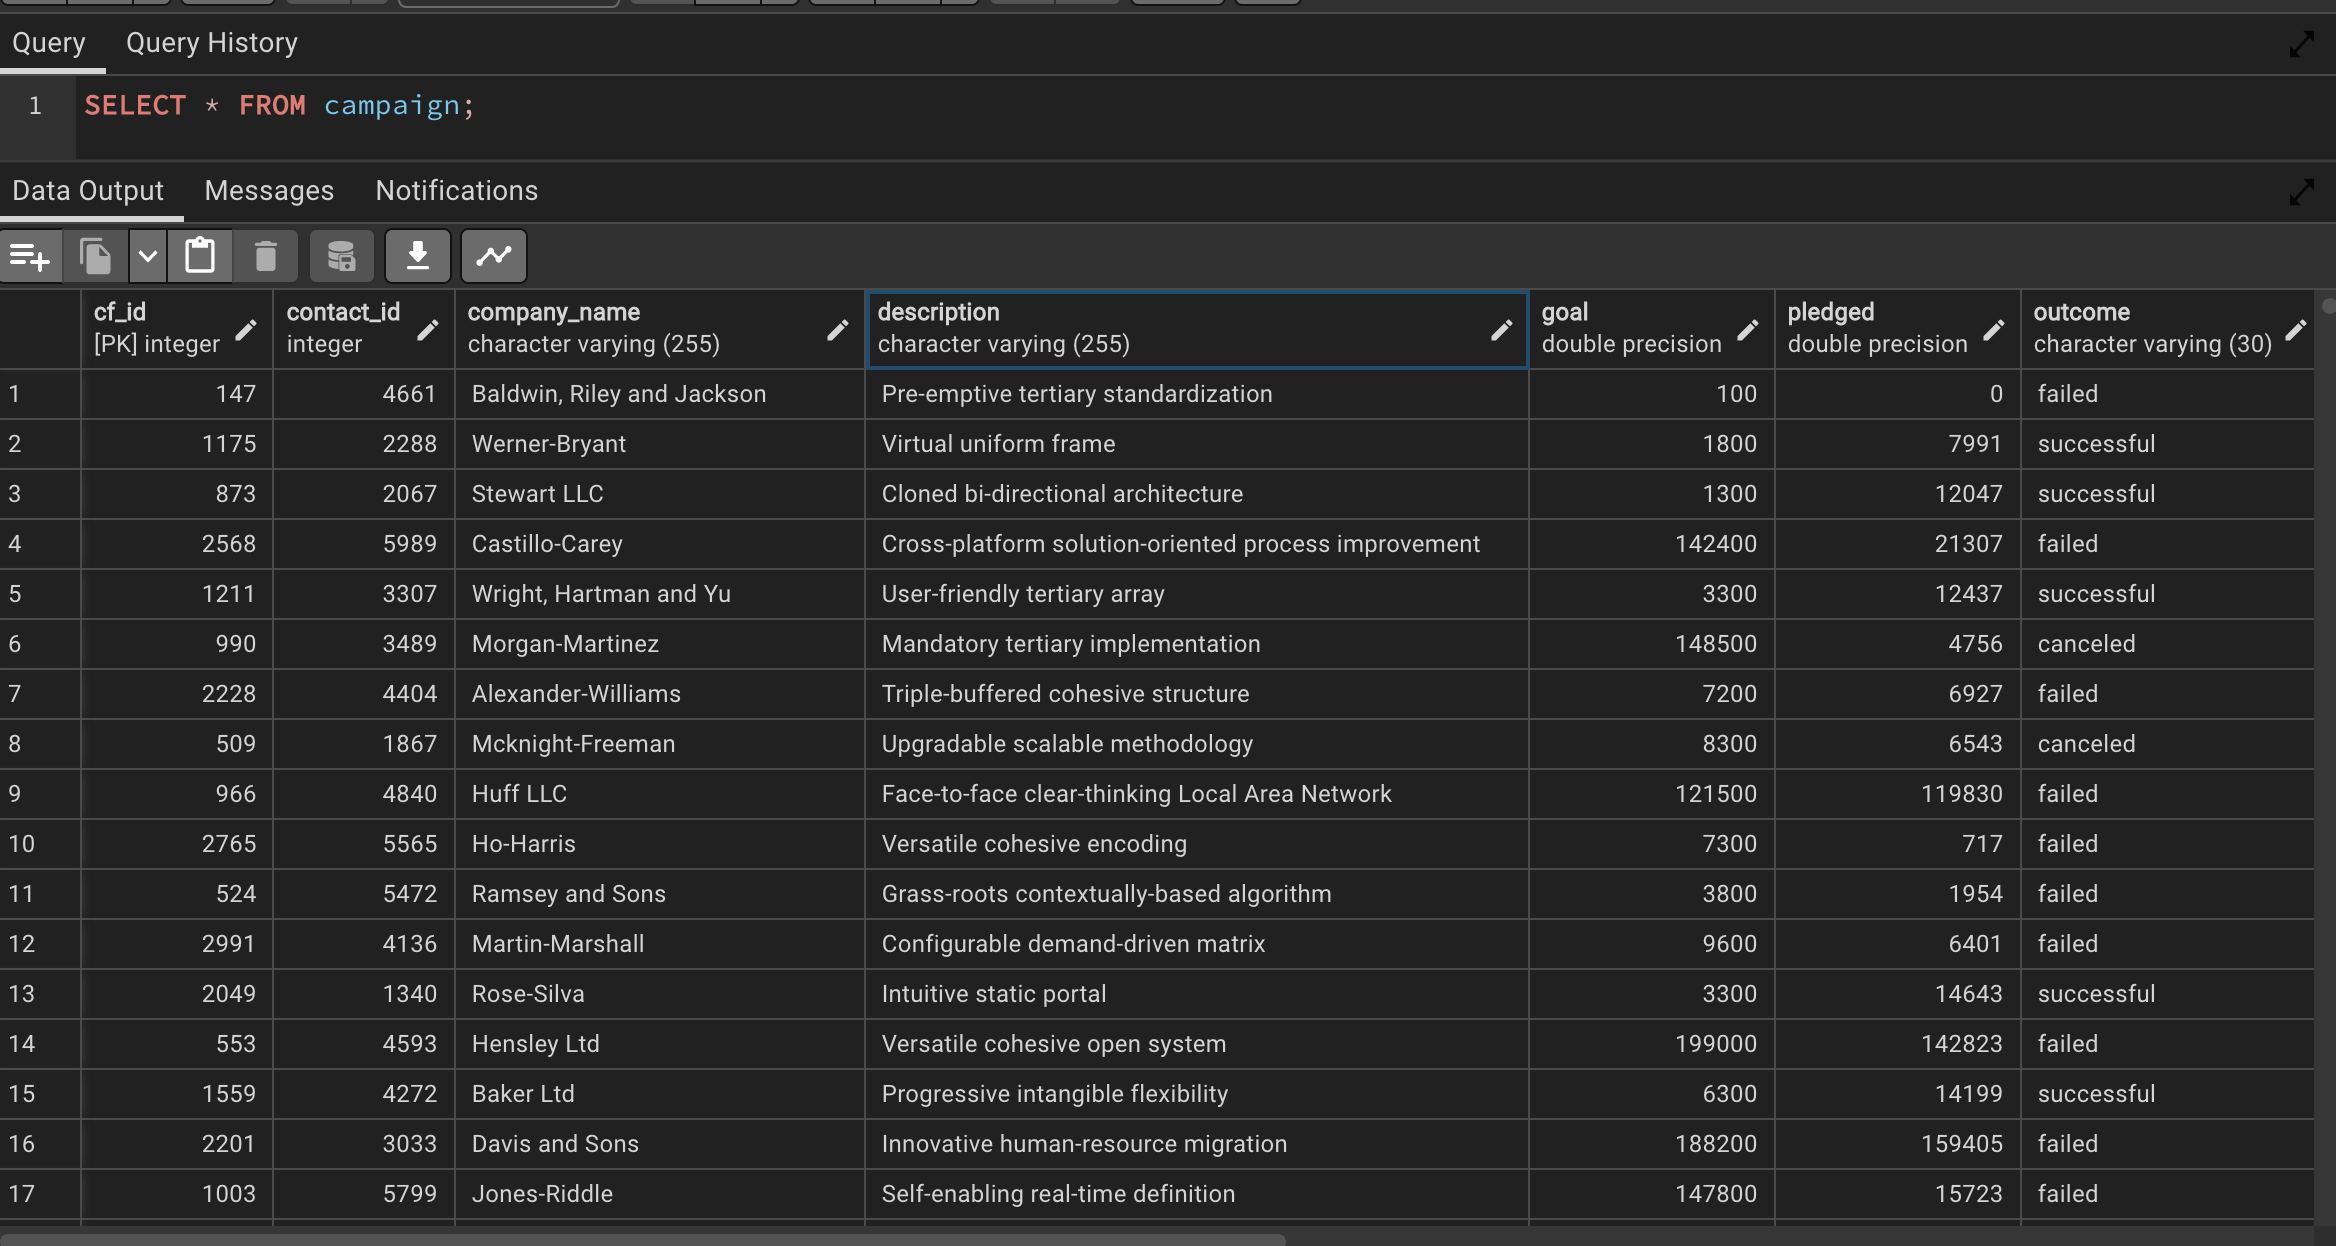 Query Query History
1 SELECT * FROM campaign;
Data Output Messages Notifications
cf_id contact_id company_name description goal pledged outcome
[PK] integer integer character varying (255) character varying (255) double precision double precision character varying (30)
1 147 4661 Baldwin, Riley and Jackson Pre-emptive tertiary standardization 100 0 failed
2 1175 2288 Werner-Bryant Virtual uniform frame 1800 7991 successful
3 873 2067 Stewart LLC Cloned bi-directional architecture 1300 12047 successful
4 2568 5989 Castillo-Carey Cross-platform solution-oriented process improvement 142400 21307 failed
5 1211 3307 Wright, Hartman and Yu User-friendly tertiary array 3300 12437 successful
6 990 3489 Morgan-Martinez Mandatory tertiary implementation 148500 4756 canceled
7 2228 4404 Alexander-Williams Triple-buffered cohesive structure 7200 6927 failed
8 509 1867 Mcknight-Freeman Upgradable scalable methodology 8300 6543 canceled
9 966 4840 Huff LLC Face-to-face clear-thinking Local Area Network 121500 119830 failed
10 2765 5565 Ho-Harris Versatile cohesive encoding 7300 717 failed
11 524 5472 Ramsey and Sons Grass-roots contextually-based algorithm 3800 1954 failed
12 2991 4136 Martin-Marshall Configurable demand-driven matrix 9600 6401 failed
13 2049 1340 Rose-Silva Intuitive static portal 3300 14643 successful
14 553 4593 Hensley Ltd Versatile cohesive open system 199000 142823 failed
15 1559 4272 Baker Ltd Progressive intangible flexibility 6300 14199 successful
16 2201 3033 Davis and Sons Innovative human-resource migration 188200 159405 failed
17 1003 5799 Jones-Riddle Self-enabling real-time definition 147800 15723 failed